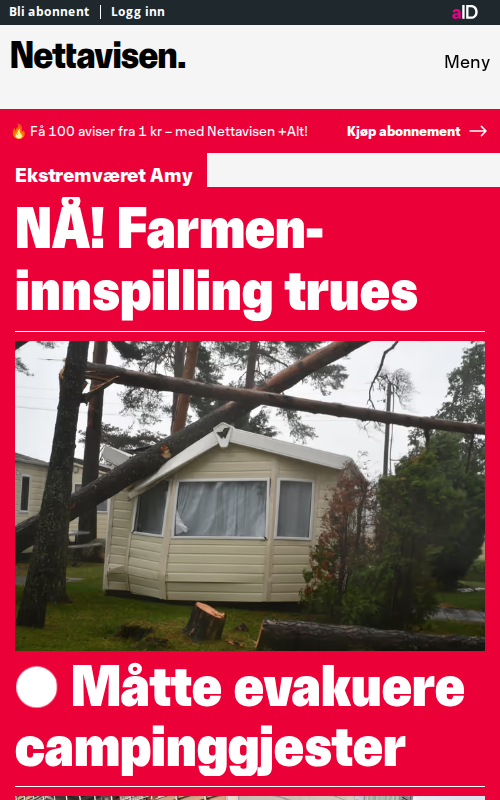 Bli abonnent | Logg inn
aID
Nettavisen.
Meny
🔥 Få 100 aviser fra 1 kr – med Nettavisen +Alt! Kjøp abonnement →
Ekstremværet Amy
NÅ! Farmen-
innspilling trues
Måtte evakuere
campinggjester